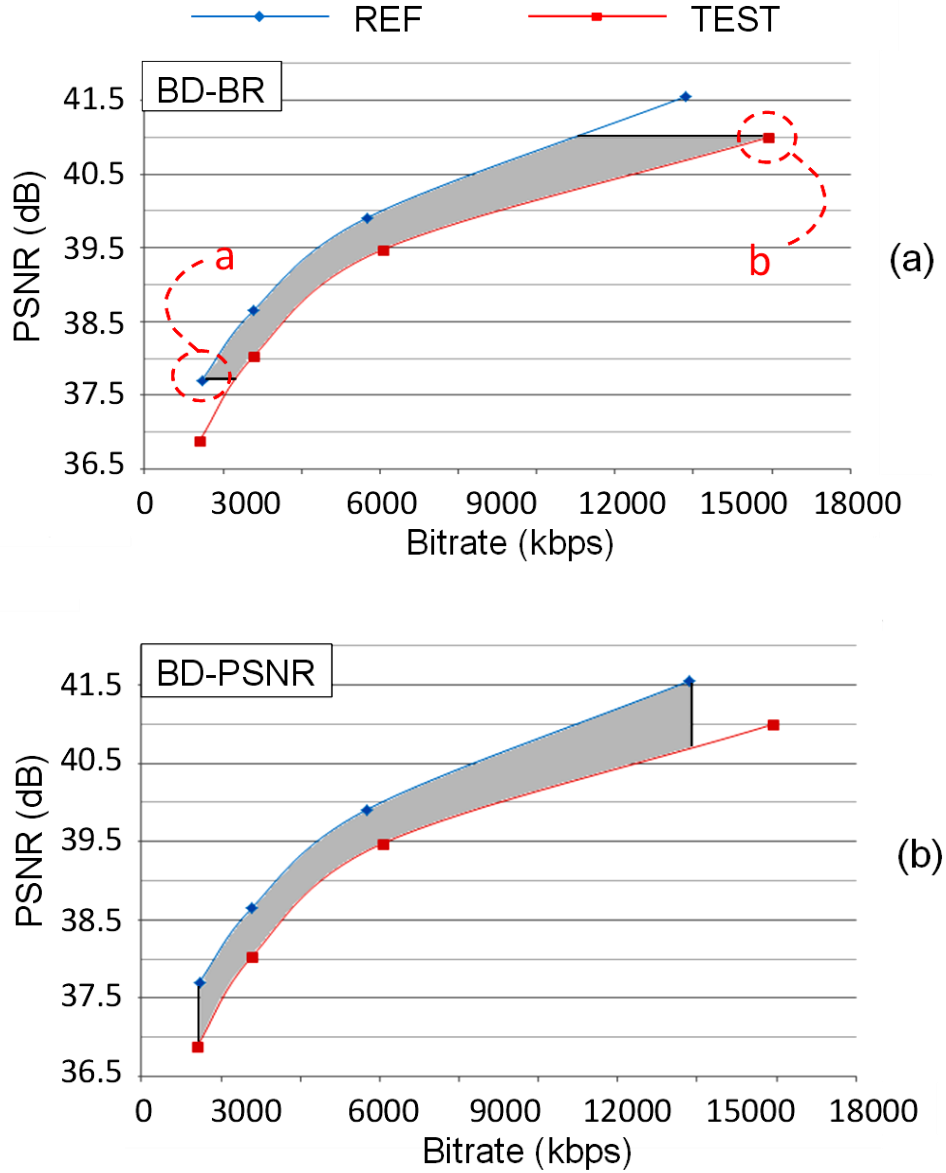 REF TEST
BD-BR
41.5
40.5
39.5
38.5
37.5
36.5
PSNR (dB)
a
b
(a)
0 3000 6000 9000 12000 15000 18000
Bitrate (kbps)
BD-PSNR
41.5
40.5
39.5
38.5
37.5
36.5
PSNR (dB)
(b)
0 3000 6000 9000 12000 15000 18000
Bitrate (kbps)